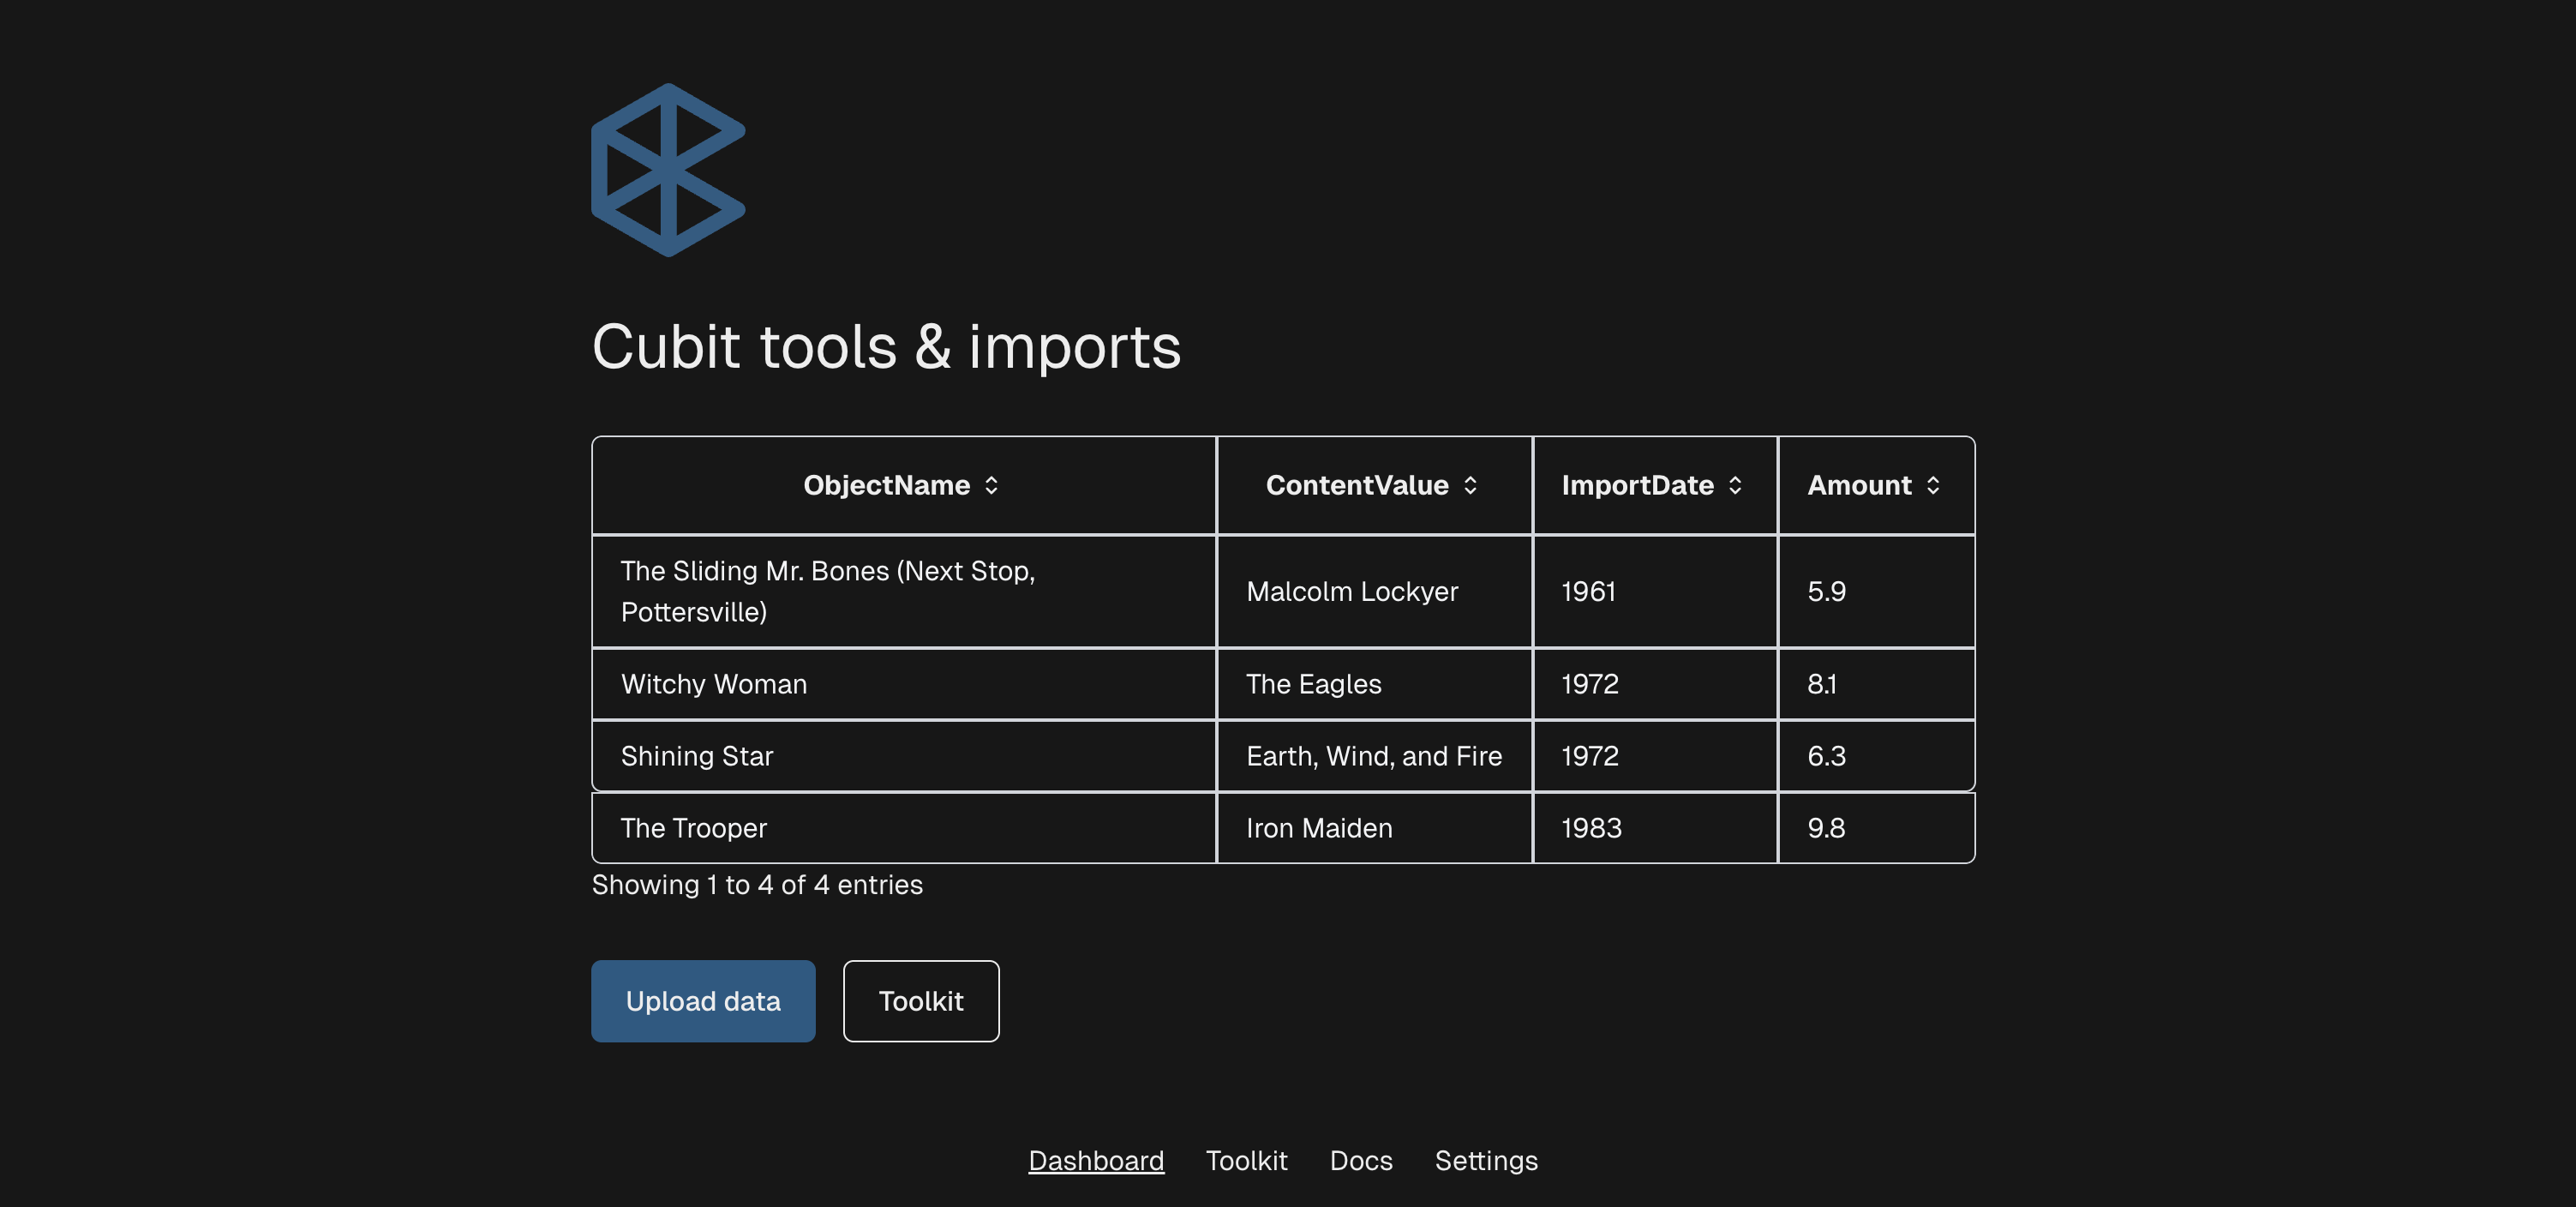 Cubit tools & imports
ObjectName ContentValue ImportDate Amount
The Sliding Mr. Bones (Next Stop,
Pottersville) Malcolm Lockyer 1961 5.9
Witchy Woman The Eagles 1972 8.1
Shining Star Earth, Wind, and Fire 1972 6.3
The Trooper Iron Maiden 1983 9.8
Showing 1 to 4 of 4 entries
Upload data Toolkit
Dashboard Toolkit Docs Settings